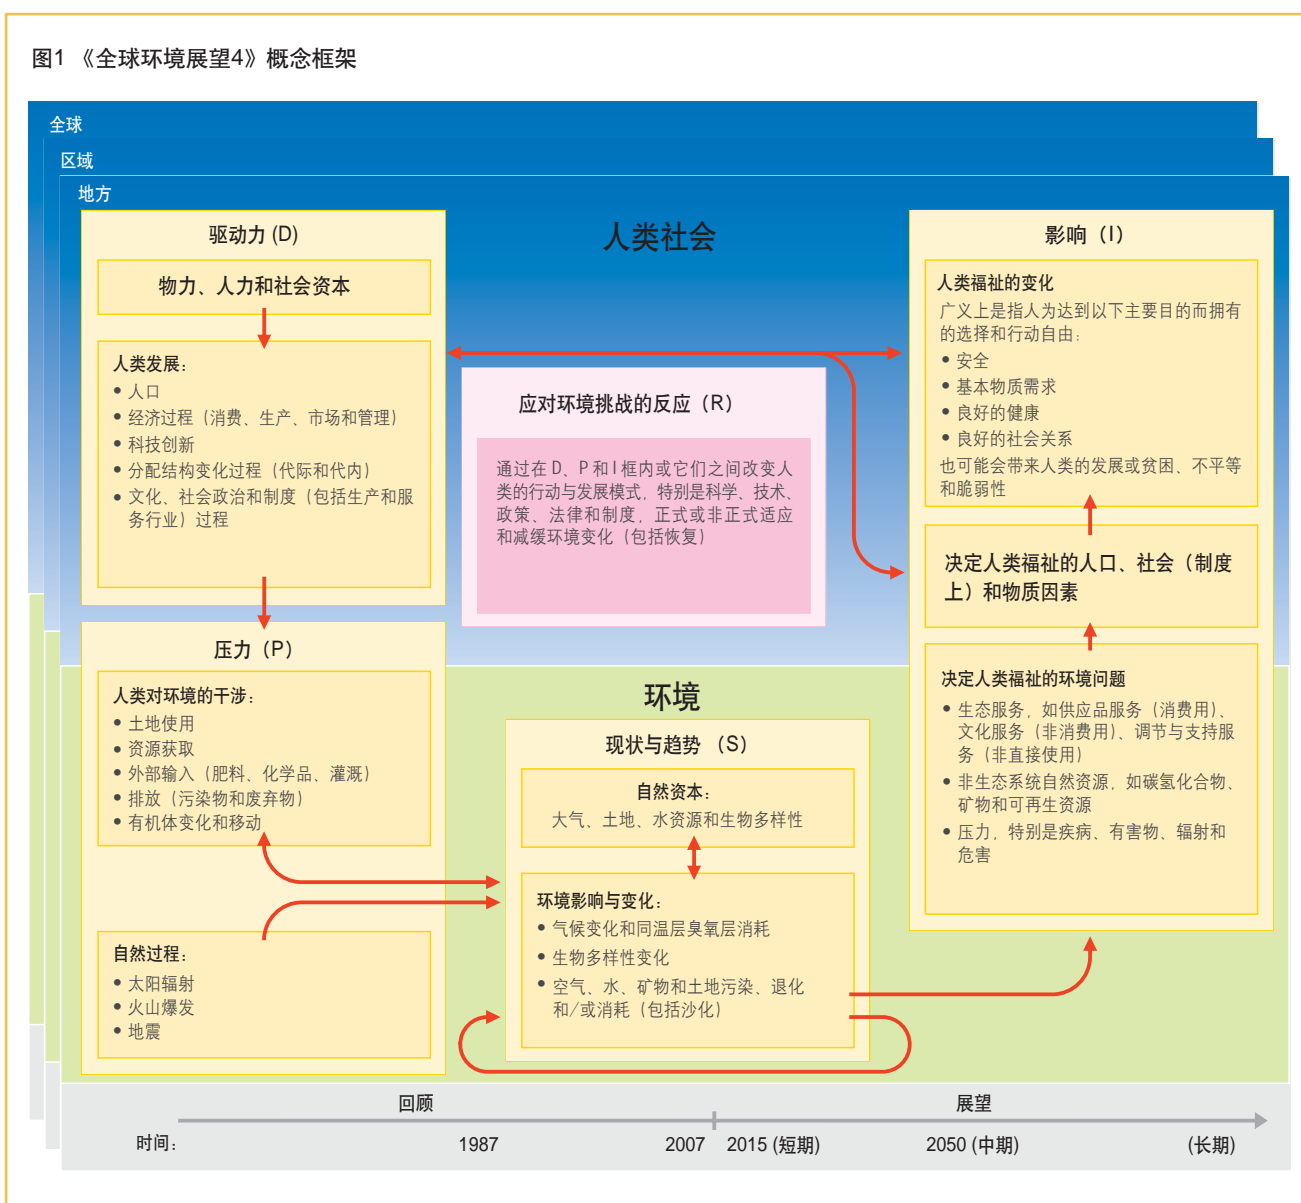 图1 《全球环境展望4》概念框架
全球
区域
地方
人类社会
驱动力 (D)
物力、人力和社会资本
人类发展：
• 人口
• 经济过程（消费、生产、市场和管理）
• 科技创新
• 分配结构变化过程（代际和代内）
• 文化、社会政治和制度（包括生产和服
务行业）过程
压力（P）
人类对环境的干涉：
• 土地使用
• 资源获取
• 外部输入（肥料、化学品、灌溉）
• 排放（污染物和废弃物）
• 有机体变化和移动
自然过程：
• 太阳辐射
• 火山爆发
• 地震
应对环境挑战的反应（R）
通过在 D、P 和 I 框内或它们之间改变人
类的行动与发展模式，特别是科学、技术、
政策、法律和制度，正式或非正式适应
和减缓环境变化（包括恢复）
环境
现状与趋势 （S）
自然资本：
大气、土地、水资源和生物多样性
环境影响与变化：
• 气候变化和同温层臭氧层消耗
• 生物多样性变化
• 空气、水、矿物和土地污染、退化
和/或消耗（包括沙化）
影响（I）
人类福祉的变化
广义上是指人为达到以下主要目的而拥有
的选择和行动自由：
• 安全
• 基本物质需求
• 良好的健康
• 良好的社会关系
也可能会带来人类的发展或贫困、不平等
和脆弱性
决定人类福祉的人口、社会（制度
上）和物质因素
决定人类福祉的环境问题
• 生态服务，如供应品服务（消费用）、
文化服务（非消费用）、调节与支持服
务（非直接使用）
• 非生态系统自然资源，如碳氢化合物、
矿物和可再生资源
• 压力，特别是疾病、有害物、辐射和
危害
回顾
展望
时间：
1987
2007
2015 (短期)
2050 (中期)
(长期)